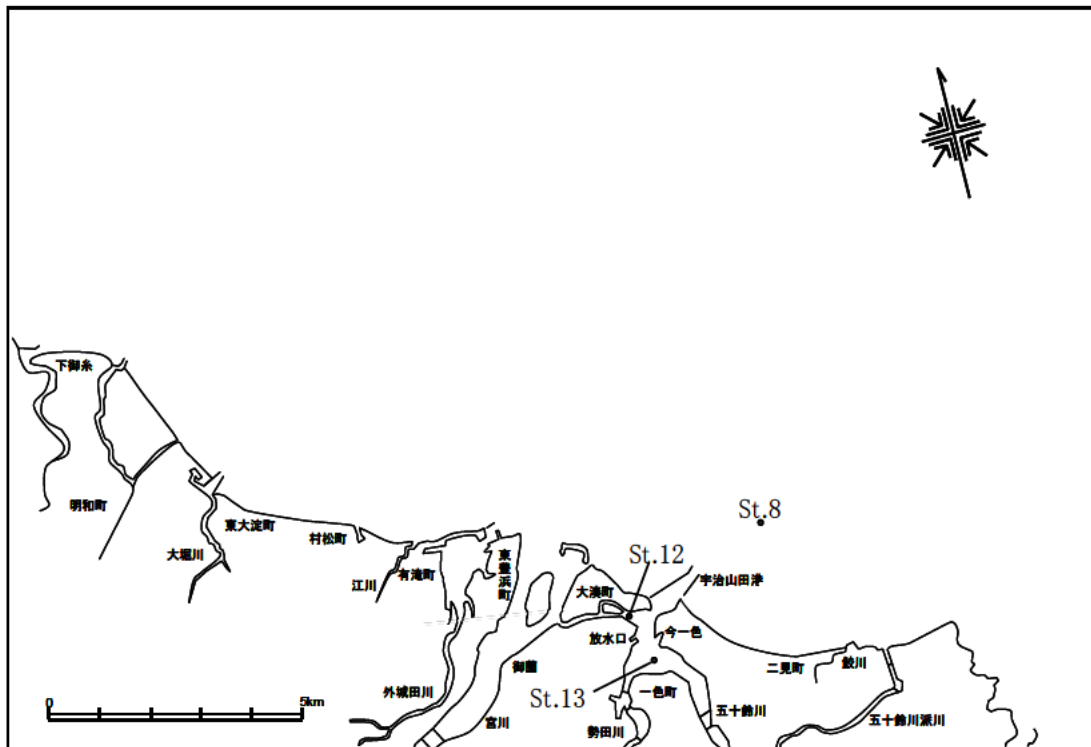 下御糸
明和町
大堀川
東大淀町
村松町
江川
有滝町
東豊浜町
St.8
St.12
大湊町
宇治山田港
放水口
今一色
御薗
二見町
鮫川
外城田川
宮川
St.13
一色町
勢田川
五十鈴川
五十鈴川派川
0
5km